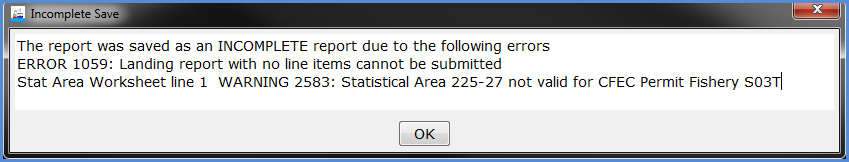 Incomplete Save
The report was saved as an INCOMPLETE report due to the following errors
ERROR 1059: Landing report with no line items cannot be submitted
Stat Area Worksheet line 1  WARNING 2583: Statistical Area 225-27 not valid for CFEC Permit Fishery S03T
OK